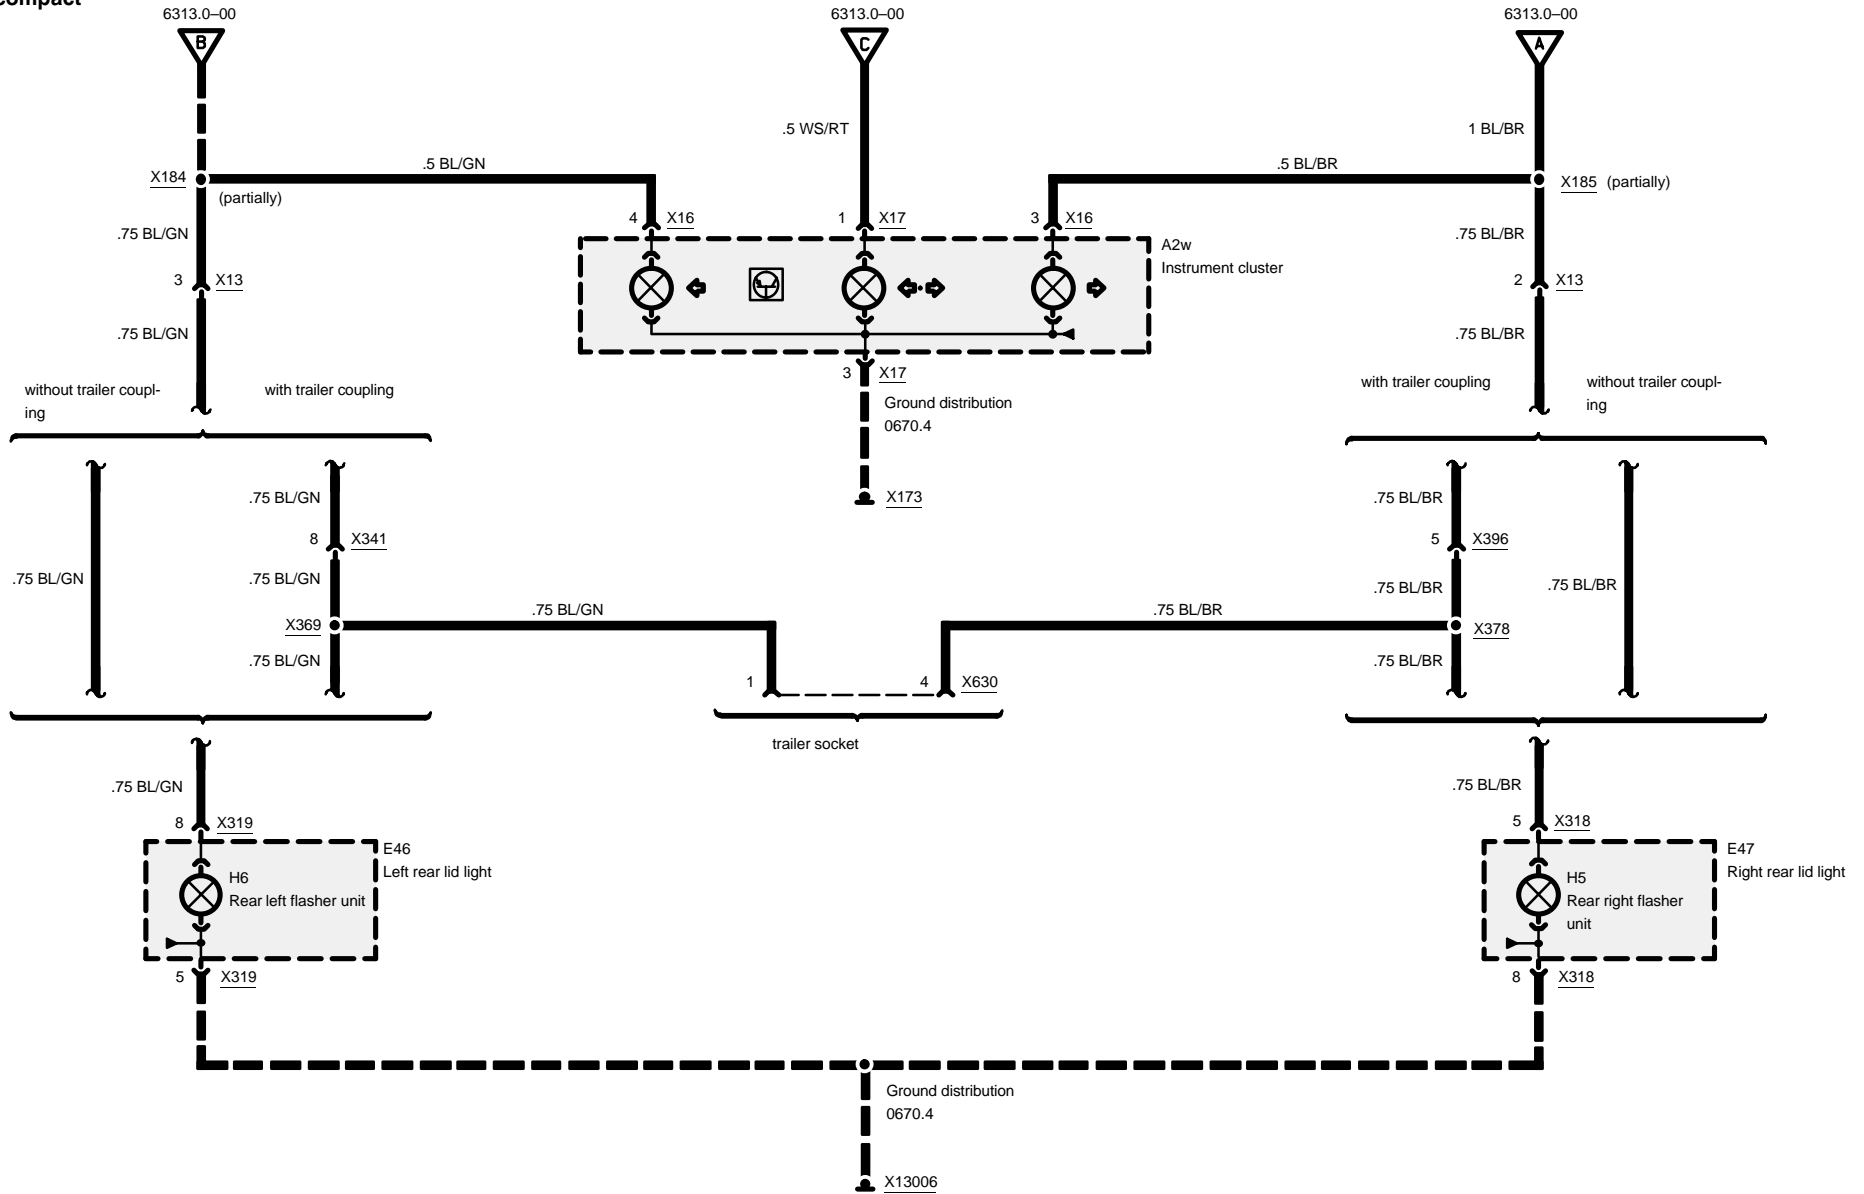 compact
6313.0–00
6313.0–00
6313.0–00
B
C
A
.5 WS/RT
1 BL/BR
.5 BL/GN
.5 BL/BR
X184
(partially)
X185 (partially)
4 X16
1 X17
3 X16
.75 BL/GN
.75 BL/BR
A2w
Instrument cluster
3 X13
2 X13
.75 BL/GN
.75 BL/BR
3 X17
without trailer coupl-
ing
with trailer coupling
Ground distribution
0670.4
with trailer coupling
without trailer coupl-
ing
X173
.75 BL/GN
.75 BL/BR
8 X341
5 X396
.75 BL/GN
.75 BL/GN
.75 BL/BR
.75 BL/BR
.75 BL/GN
.75 BL/BR
X369
X378
.75 BL/GN
.75 BL/BR
1
4 X630
trailer socket
.75 BL/GN
.75 BL/BR
8 X319
5 X318
E46
Left rear lid light
H6
Rear left flasher unit
E47
Right rear lid light
H5
Rear right flasher
unit
5 X319
8 X318
Ground distribution
0670.4
X13006